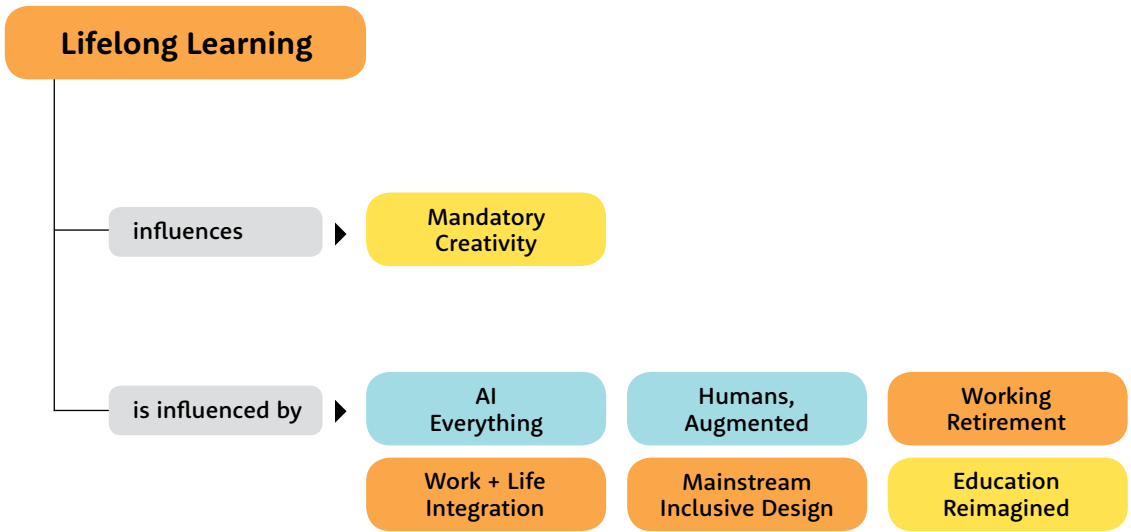 Lifelong Learning
influences
Mandatory
Creativity
is influenced by
AI
Everything
Humans,
Augmented
Working
Retirement
Work + Life
Integration
Mainstream
Inclusive Design
Education
Reimagined